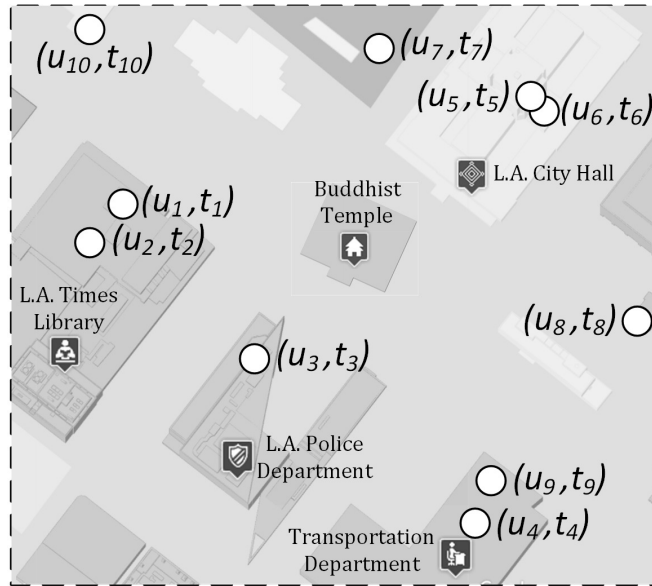 (u10,t10)
(u7,t7)
(u5,t5)
(u6,t6)
L.A. City Hall
Buddhist
Temple
(u1,t1)
(u2,t2)
L.A. Times
Library
(u8,t8)
(u3,t3)
L.A. Police
Department
(u9,t9)
(u4,t4)
Transportation
Department